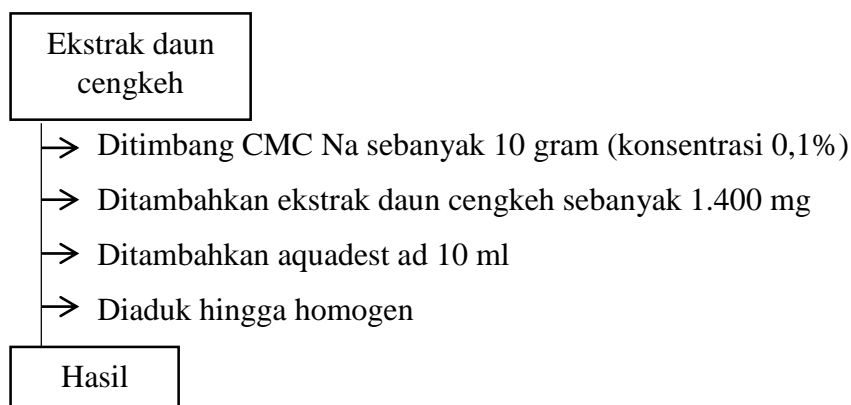 Ekstrak daun
cengkeh
Ditimbang CMC Na sebanyak 10 gram (konsentrasi 0,1%)
Ditambahkan ekstrak daun cengkeh sebanyak 1.400 mg
Ditambahkan aquadest ad 10 ml
Diaduk hingga homogen
Hasil